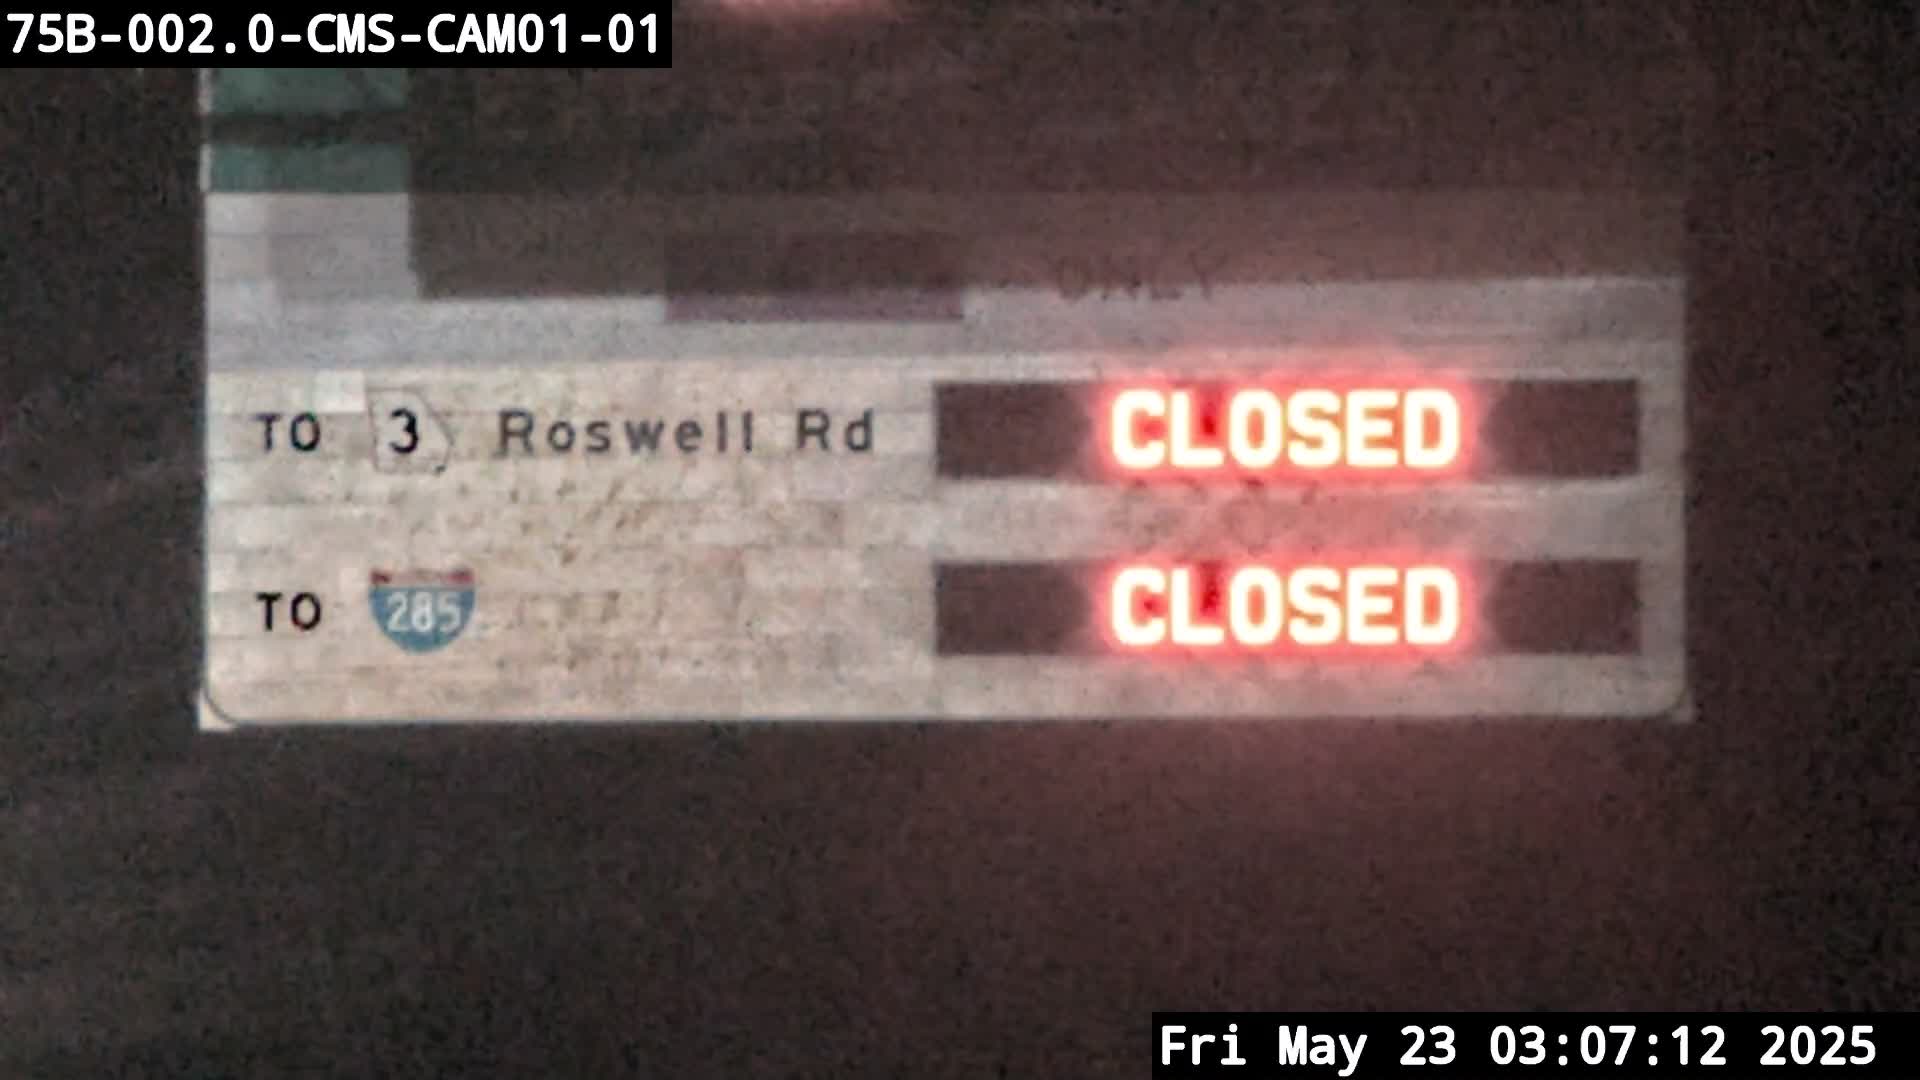 75B-002.0-CMS-CAM01-01
ONLY
TO 3 Roswell Rd CLOSED
TO 285 CLOSED
Fri May 23 03:07:12 2025